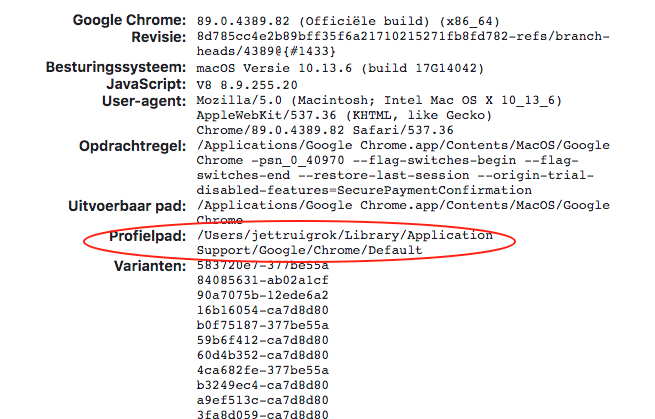 Google Chrome: 89.0.4389.82 (Officiële build) (x86_64)
Revisie: 8d785cc4e2b89bff35f6a21710215271fb8fd782-refs/branch-
heads/4389@{#1433}
Besturingssysteem: macOS Versie 10.13.6 (build 17G14042)
JavaScript: V8 8.9.255.20
User-agent: Mozilla/5.0 (Macintosh; Intel Mac OS X 10_13_6)
AppleWebKit/537.36 (KHTML, like Gecko)
Chrome/89.0.4389.82 Safari/537.36
Opdrachtregel: /Applications/Google Chrome.app/Contents/MacOS/Google
Chrome -psn_0_40970 --flag-switches-begin --flag-
switches-end --restore-last-session --origin-trial-
disabled-features=SecurePaymentConfirmation
Uitvoerbaar pad: /Applications/Google Chrome.app/Contents/MacOS/Google
Chrome
Profielpad: /Users/jettruigrok/Library/Application
Support/Google/Chrome/Default
Varianten: 583720e7-377be55a
84085631-ab02a1cf
90a7075b-12ede6a2
16b16054-ca7d8d80
b0f75187-377be55a
59b6f412-ca7d8d80
60d4b352-ca7d8d80
4ca682fe-377be55a
b3249ec4-ca7d8d80
a9ef513c-ca7d8d80
3fa8d059-ca7d8d80